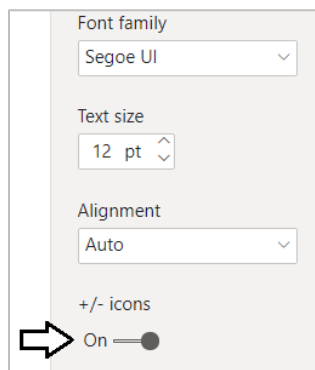 Font family
Segoe UI
Text size
12 pt
Alignment
Auto
+/- icons
On